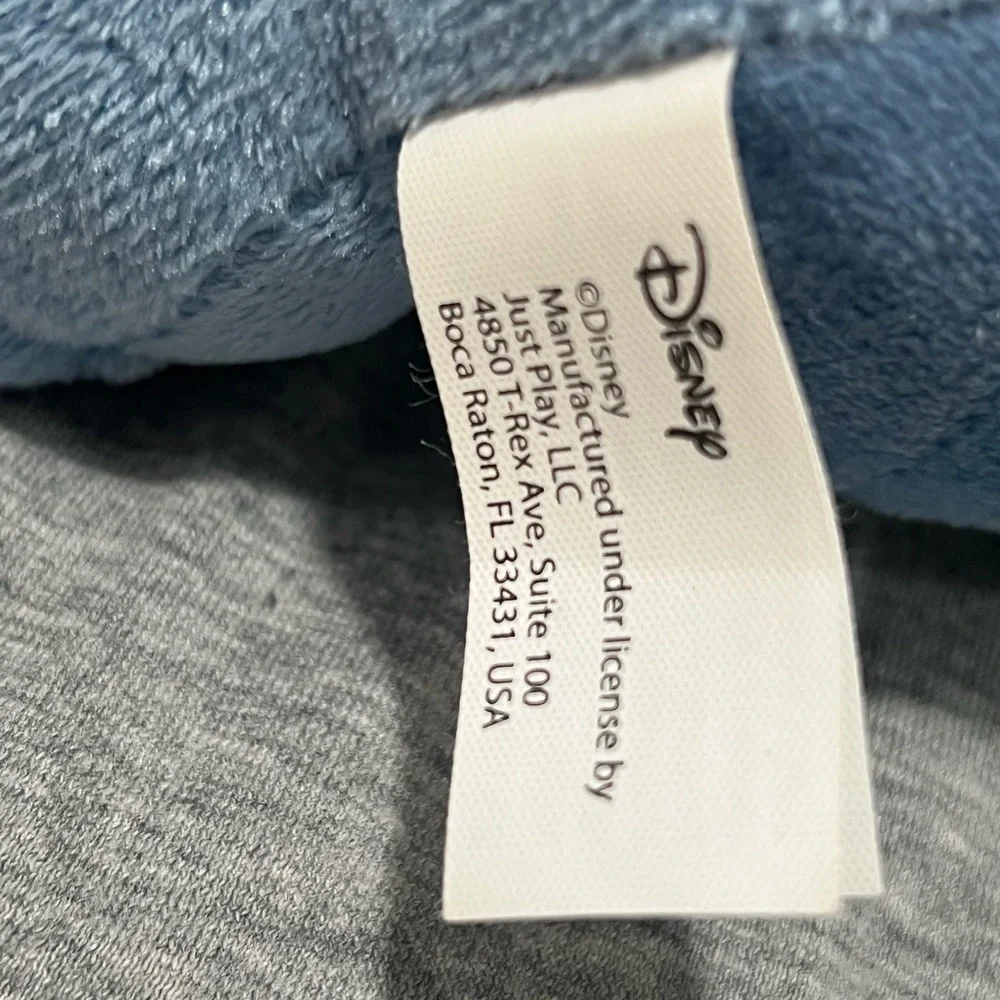 Disney
©Disney
Manufactured under license by
Just Play, LLC
4850 T-Rex Ave, Suite 100
Boca Raton, FL 33431, USA